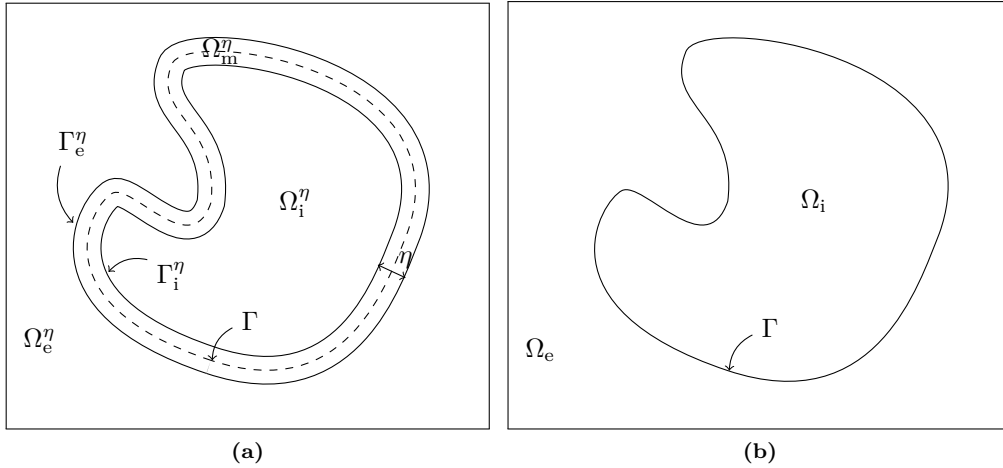 Ω_m^η
Γ_e^η
Ω_i^η
η
Γ_i^η
Γ
Ω_e^η
(a)
Ω_i
Γ
Ω_e
(b)